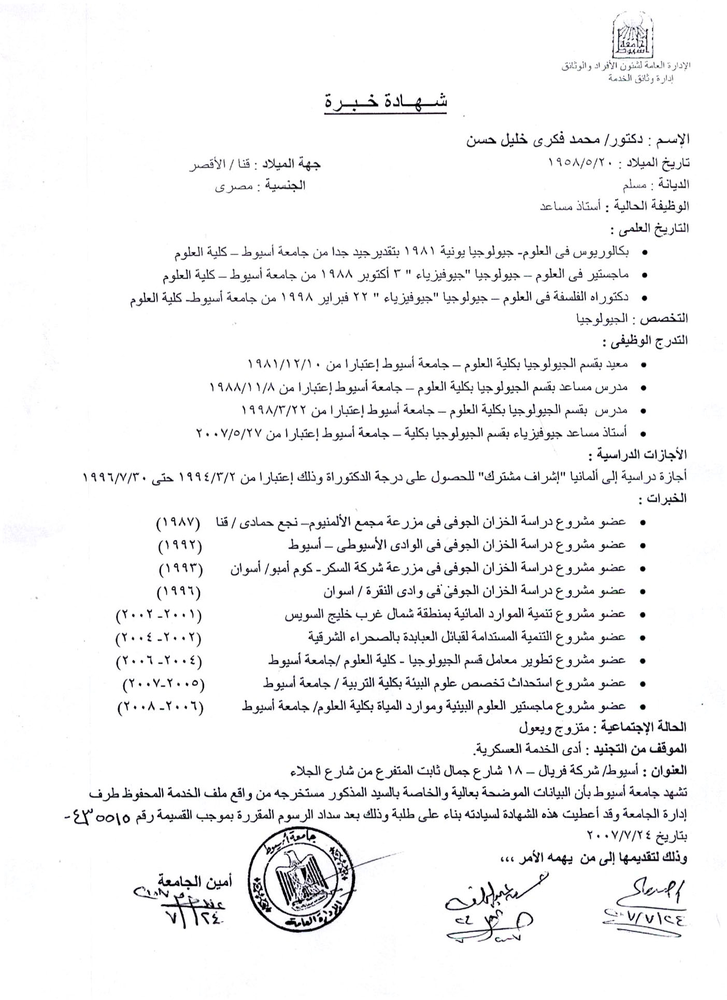 جامعة
أسيوط
الإدارة العامة لشئون الأفراد والوثائق
إدارة وثائق الخدمة
شهادة خبرة
الإسم : دكتور/ محمد فكرى خليل حسن
تاريخ الميلاد : ١٩٥٨/٥/٢٠ جهة الميلاد : قنا / الأقصر
الديانة : مسلم الجنسية : مصرى
الوظيفة الحالية : أستاذ مساعد
التاريخ العلمى :
• بكالوريوس فى العلوم- جيولوجيا يونية ١٩٨١ بتقديرجيد جدا من جامعة أسيوط – كلية العلوم
• ماجستير فى العلوم – جيولوجيا "جيوفيزياء " ٣ أكتوبر ١٩٨٨ من جامعة أسيوط – كلية العلوم
• دكتوراه الفلسفة فى العلوم – جيولوجيا "جيوفيزياء " ٢٢ فبراير ١٩٩٨ من جامعة أسيوط- كلية العلوم
التخصص : الجيولوجيا
التدرج الوظيفى :
• معيد بقسم الجيولوجيا بكلية العلوم – جامعة أسيوط إعتبارا من ١٩٨١/١٢/١٠
• مدرس مساعد بقسم الجيولوجيا بكلية العلوم – جامعة أسيوط إعتبارا من ١٩٨٨/١١/٨
• مدرس بقسم الجيولوجيا بكلية العلوم – جامعة أسيوط إعتبارا من ١٩٩٨/٣/٢٢
• أستاذ مساعد جيوفيزياء بقسم الجيولوجيا بكلية – جامعة أسيوط إعتبارا من ٢٠٠٧/٥/٢٧
الأجازات الدراسية :
أجازة دراسية إلى ألمانيا "إشراف مشترك" للحصول على درجة الدكتوراة وذلك إعتبارا من ١٩٩٤/٣/٢ حتى ١٩٩٦/٧/٣٠
الخبرات :
• عضو مشروع دراسة الخزان الجوفى فى مزرعة مجمع الألمنيوم– نجع حمادى / قنا (١٩٨٧)
• عضو مشروع دراسة الخزان الجوفى فى الوادى الأسيوطى – أسيوط (١٩٩٢)
• عضو مشروع دراسة الخزان الجوفى فى مزرعة شركة السكر- كوم أمبو/ أسوان (١٩٩٣)
• عضو مشروع دراسة الخزان الجوفى فى وادى النقرة / اسوان (١٩٩٦)
• عضو مشروع تنمية الموارد المائية بمنطقة شمال غرب خليج السويس (٢٠٠١- ٢٠٠٢)
• عضو مشروع التنمية المستدامة لقبائل العبابدة بالصحراء الشرقية (٢٠٠٢- ٢٠٠٤)
• عضو مشروع تطوير معامل قسم الجيولوجيا - كلية العلوم /جامعة أسيوط (٢٠٠٤- ٢٠٠٦)
• عضو مشروع استحداث تخصص علوم البيئة بكلية التربية / جامعة أسيوط (٢٠٠٥-٢٠٠٧)
• عضو مشروع ماجستير العلوم البيئية وموارد المياة بكلية العلوم/ جامعة أسيوط (٢٠٠٦- ٢٠٠٨)
الحالة الإجتماعية : متزوج ويعول
الموقف من التجنيد : أدى الخدمة العسكرية.
العنوان : أسيوط/ شركة فريال – ١٨ شارع جمال ثابت المتفرع من شارع الجلاء
تشهد جامعة أسيوط بأن البيانات الموضحة بعالية والخاصة بالسيد المذكور مستخرجه من واقع ملف الخدمة المحفوظ طرف
إدارة الجامعة وقد أعطيت هذه الشهادة لسيادته بناء على طلبة وذلك بعد سداد الرسوم المقررة بموجب القسيمة رقم
بتاريخ ٢٠٠٧/٧/٢٤
وذلك لتقديمها إلى من يهمه الأمر ،،،
أمين الجامعة
جامعة أسيوط
الإدارة العامة
٢٠٠٧/٧/٢٤
٧/٢٤